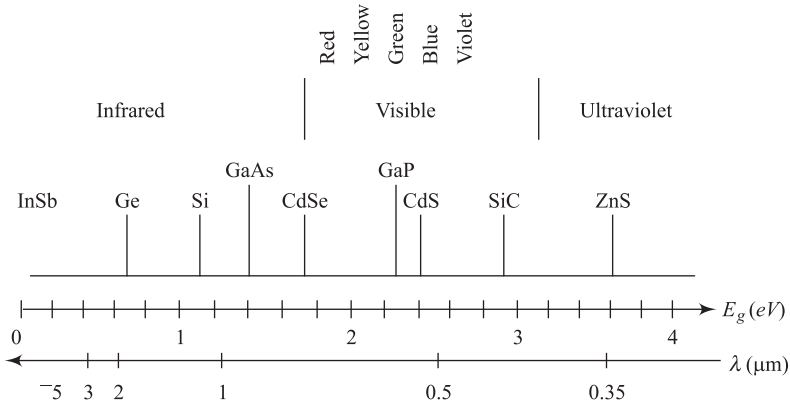 Red Yellow Green Blue Violet
Infrared Visible Ultraviolet
GaAs GaP
InSb Ge Si CdSe CdS SiC ZnS
E_g (eV)
0 1 2 3 4
λ (μm)
‾5 3 2 1 0.5 0.35